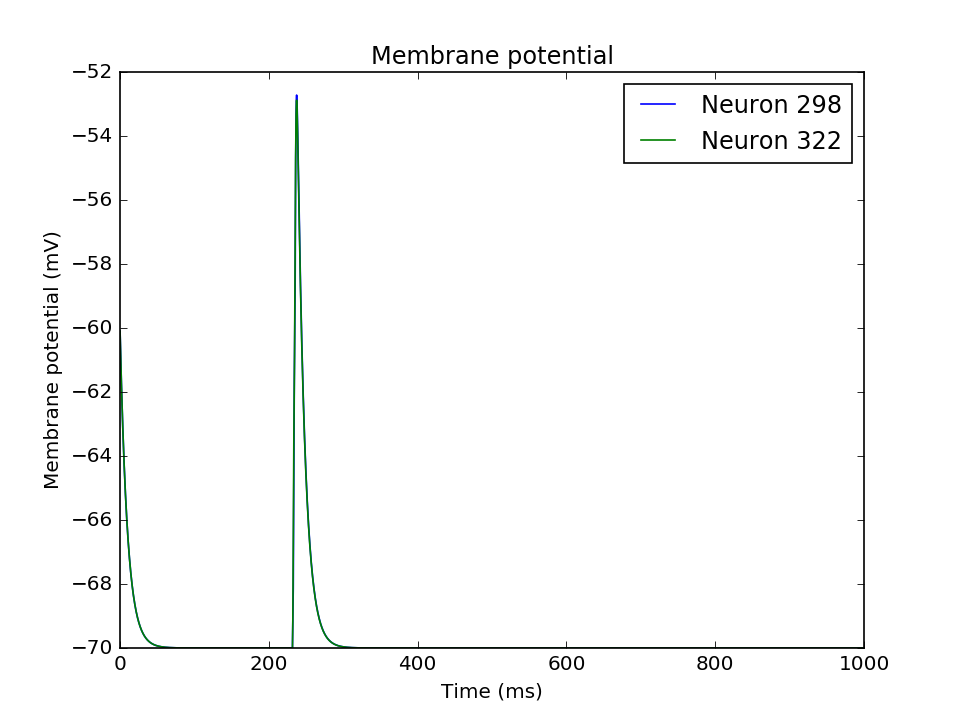 Membrane potential
Neuron 298
Neuron 322
Membrane potential (mV)
−52
−54
−56
−58
−60
−62
−64
−66
−68
−70
0 200 400 600 800 1000
Time (ms)